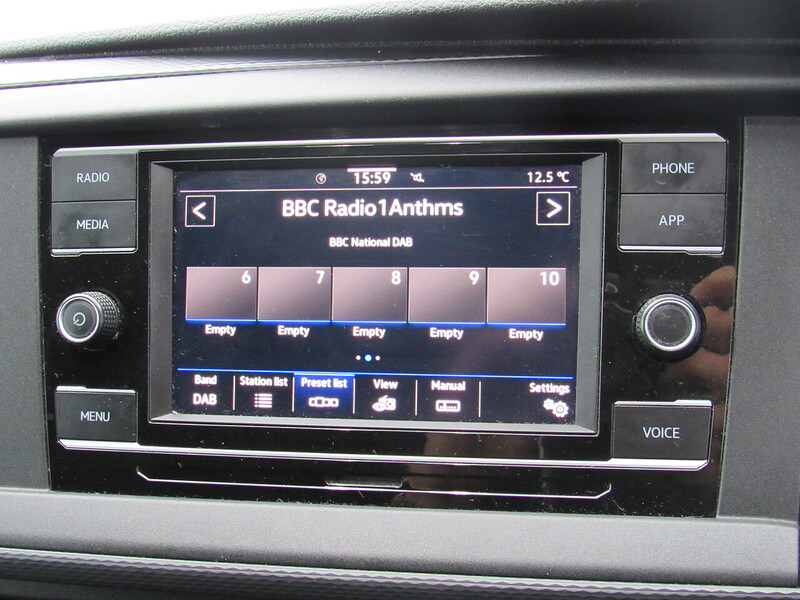 RADIO
MEDIA
MENU
15:59
12.5 °C
<
BBC Radio1Anthms
>
BBC National DAB
6 7 8 9 10
Empty Empty Empty Empty Empty
Band Station list Preset list View Manual Settings
DAB
PHONE
APP
VOICE